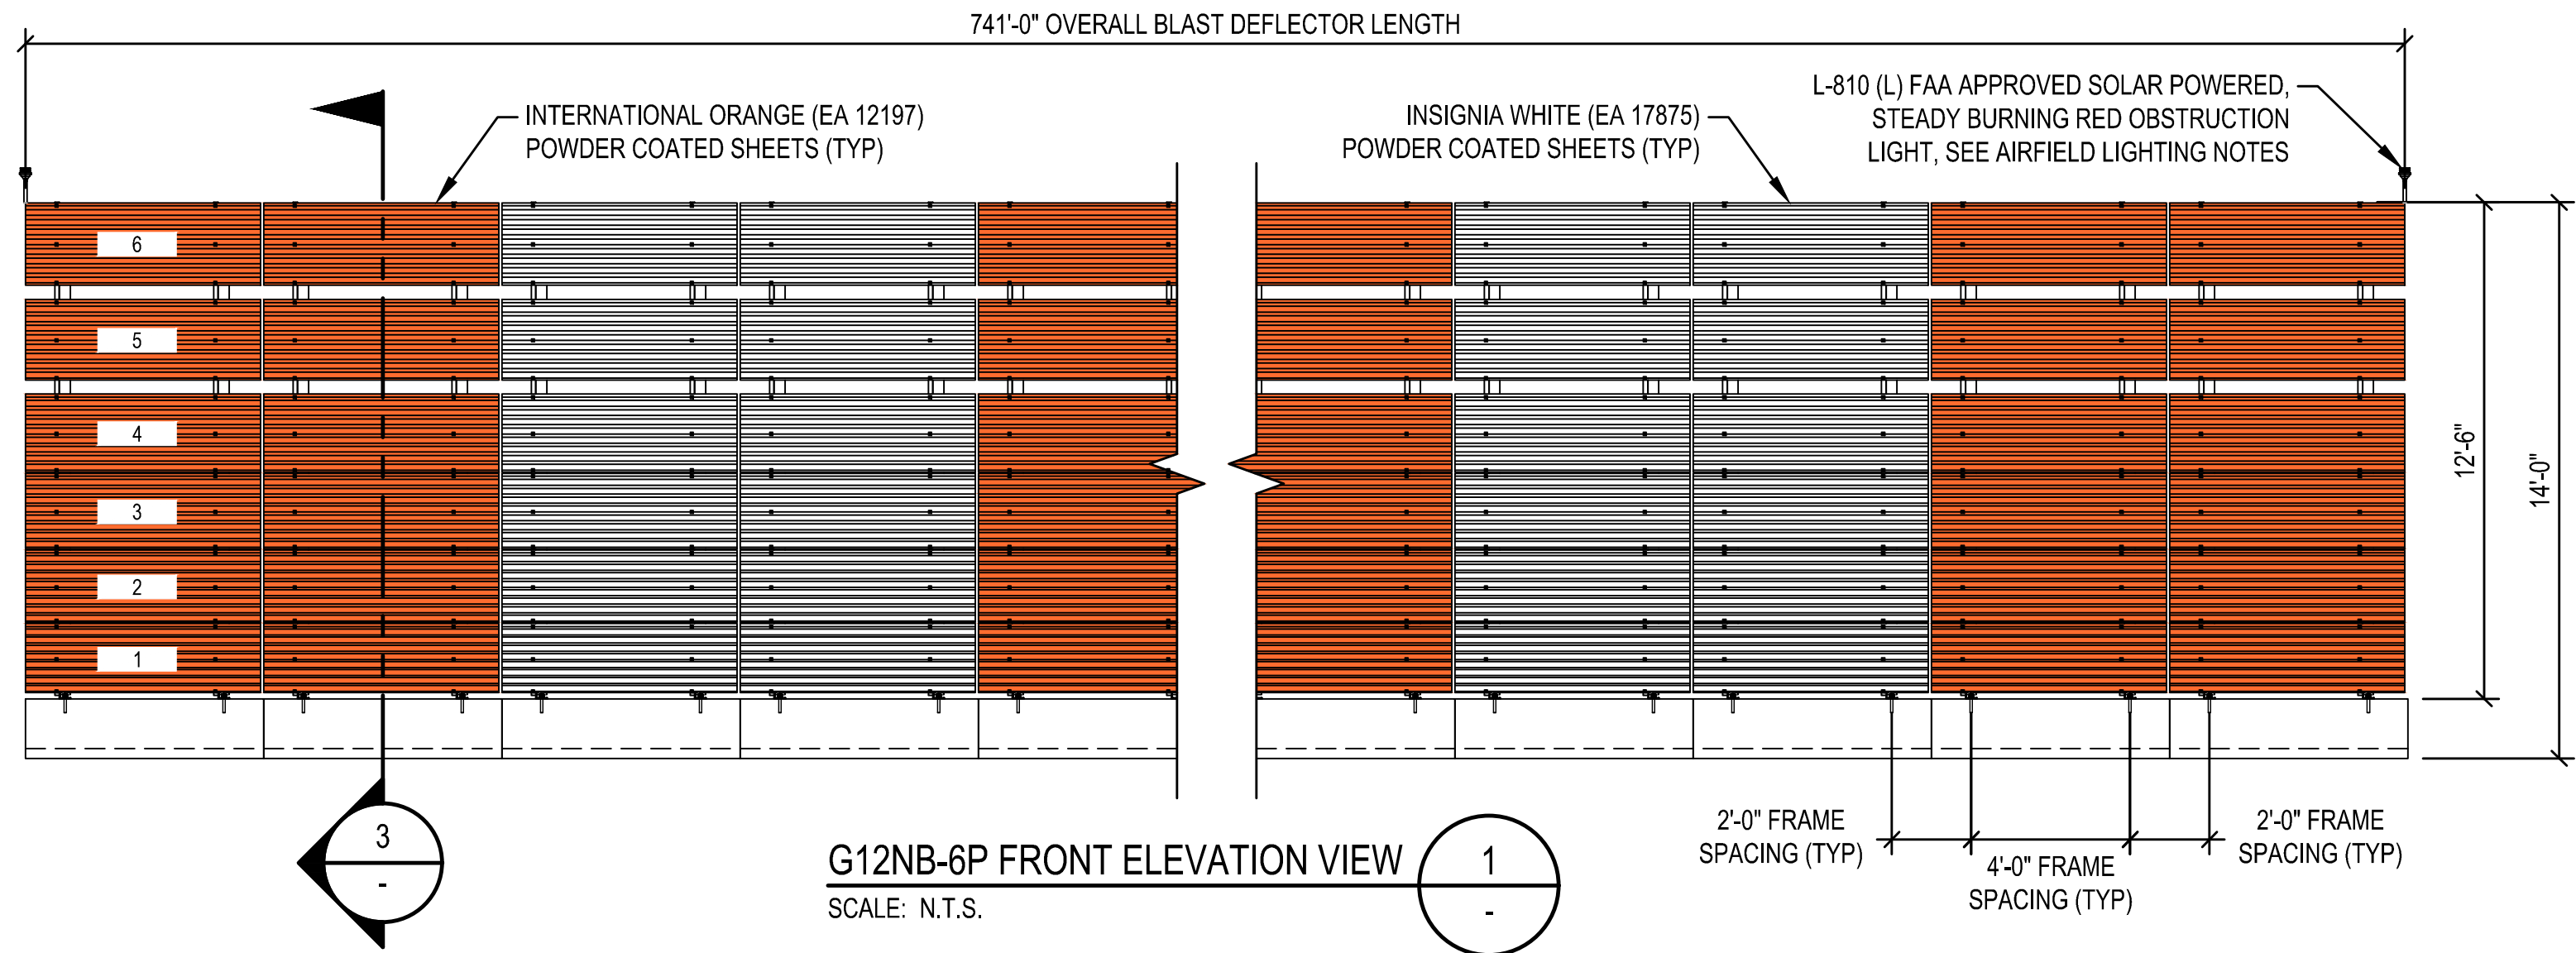 741'-0" OVERALL BLAST DEFLECTOR LENGTH
INTERNATIONAL ORANGE (EA 12197)
POWDER COATED SHEETS (TYP)
INSIGNIA WHITE (EA 17875)
POWDER COATED SHEETS (TYP)
L-810 (L) FAA APPROVED SOLAR POWERED,
STEADY BURNING RED OBSTRUCTION
LIGHT, SEE AIRFIELD LIGHTING NOTES
6
5
4
3
2
1
12'-6"
14'-0"
2'-0" FRAME
SPACING (TYP)
4'-0" FRAME
SPACING (TYP)
2'-0" FRAME
SPACING (TYP)
3
-
G12NB-6P FRONT ELEVATION VIEW
SCALE: N.T.S.
1
-